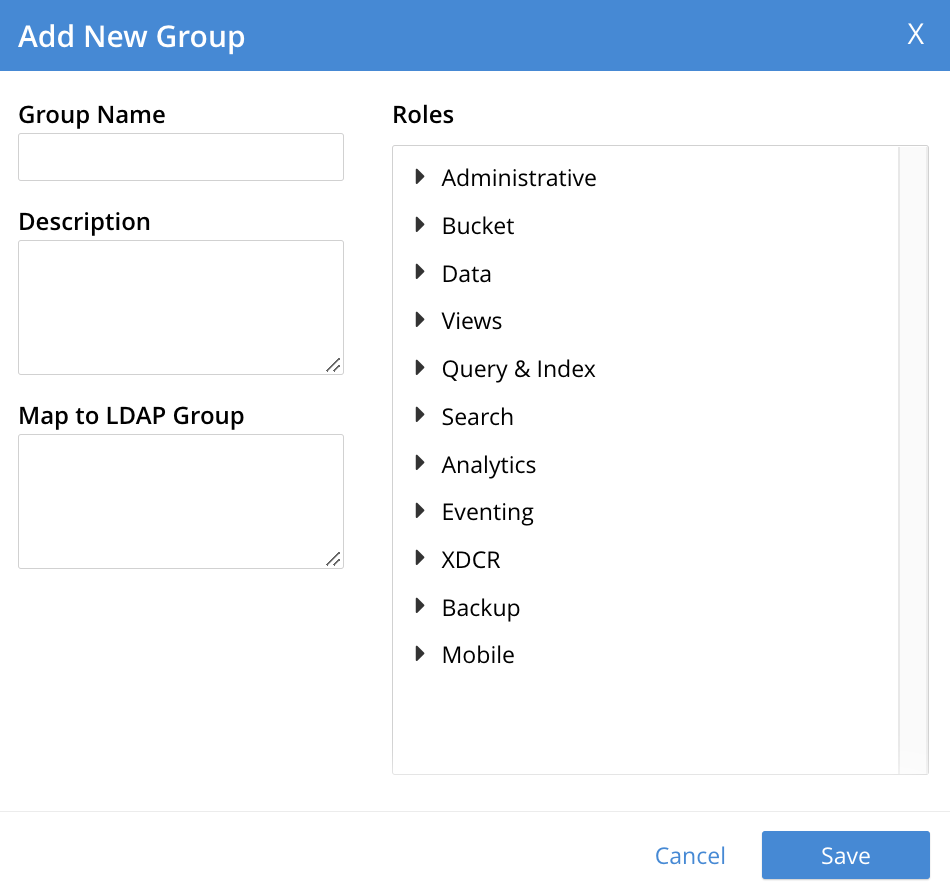 Add New Group
X
Group Name
Description
Map to LDAP Group
Roles
Administrative
Bucket
Data
Views
Query & Index
Search
Analytics
Eventing
XDCR
Backup
Mobile
Cancel
Save